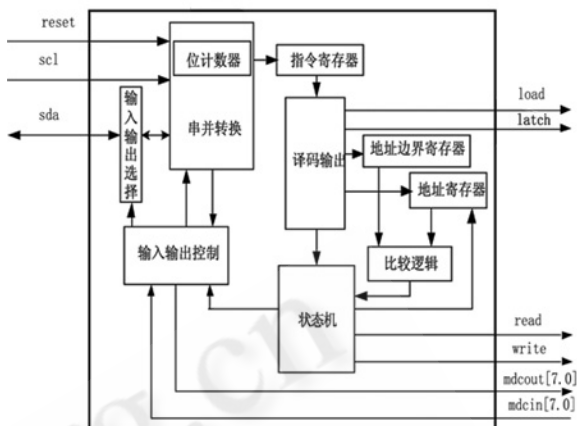 reset
scl
sda
输入输出选择
位计数器
串并转换
指令寄存器
译码输出
地址边界寄存器
地址寄存器
比较逻辑
输入输出控制
状态机
load
latch
read
write
mdcout[7.0]
mdcin[7.0]